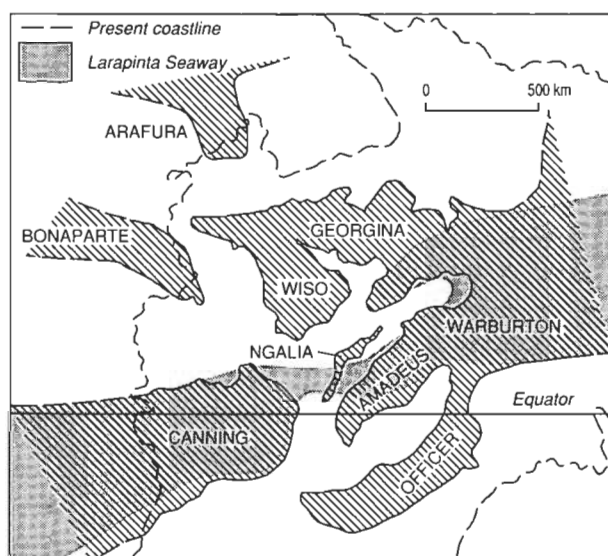 Present coastline
Larapinta Seaway
0 500 km
ARAFURA
BONAPARTE
GEORGINA
WISO
WARBURTON
NGALIA
AMADEUS
Equator
CANNING
OFFICER